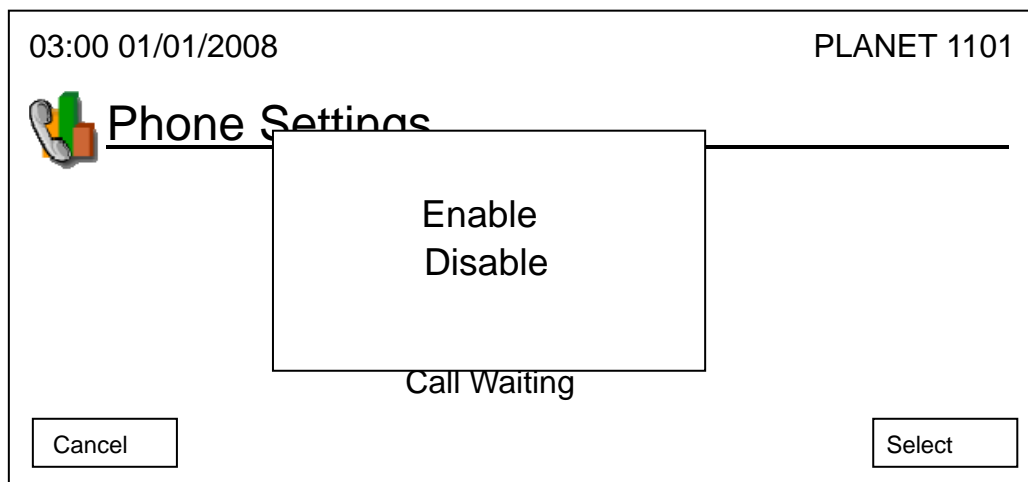 03:00 01/01/2008 PLANET 1101
Phone Settings
Enable
Disable
Call Waiting
Cancel Select